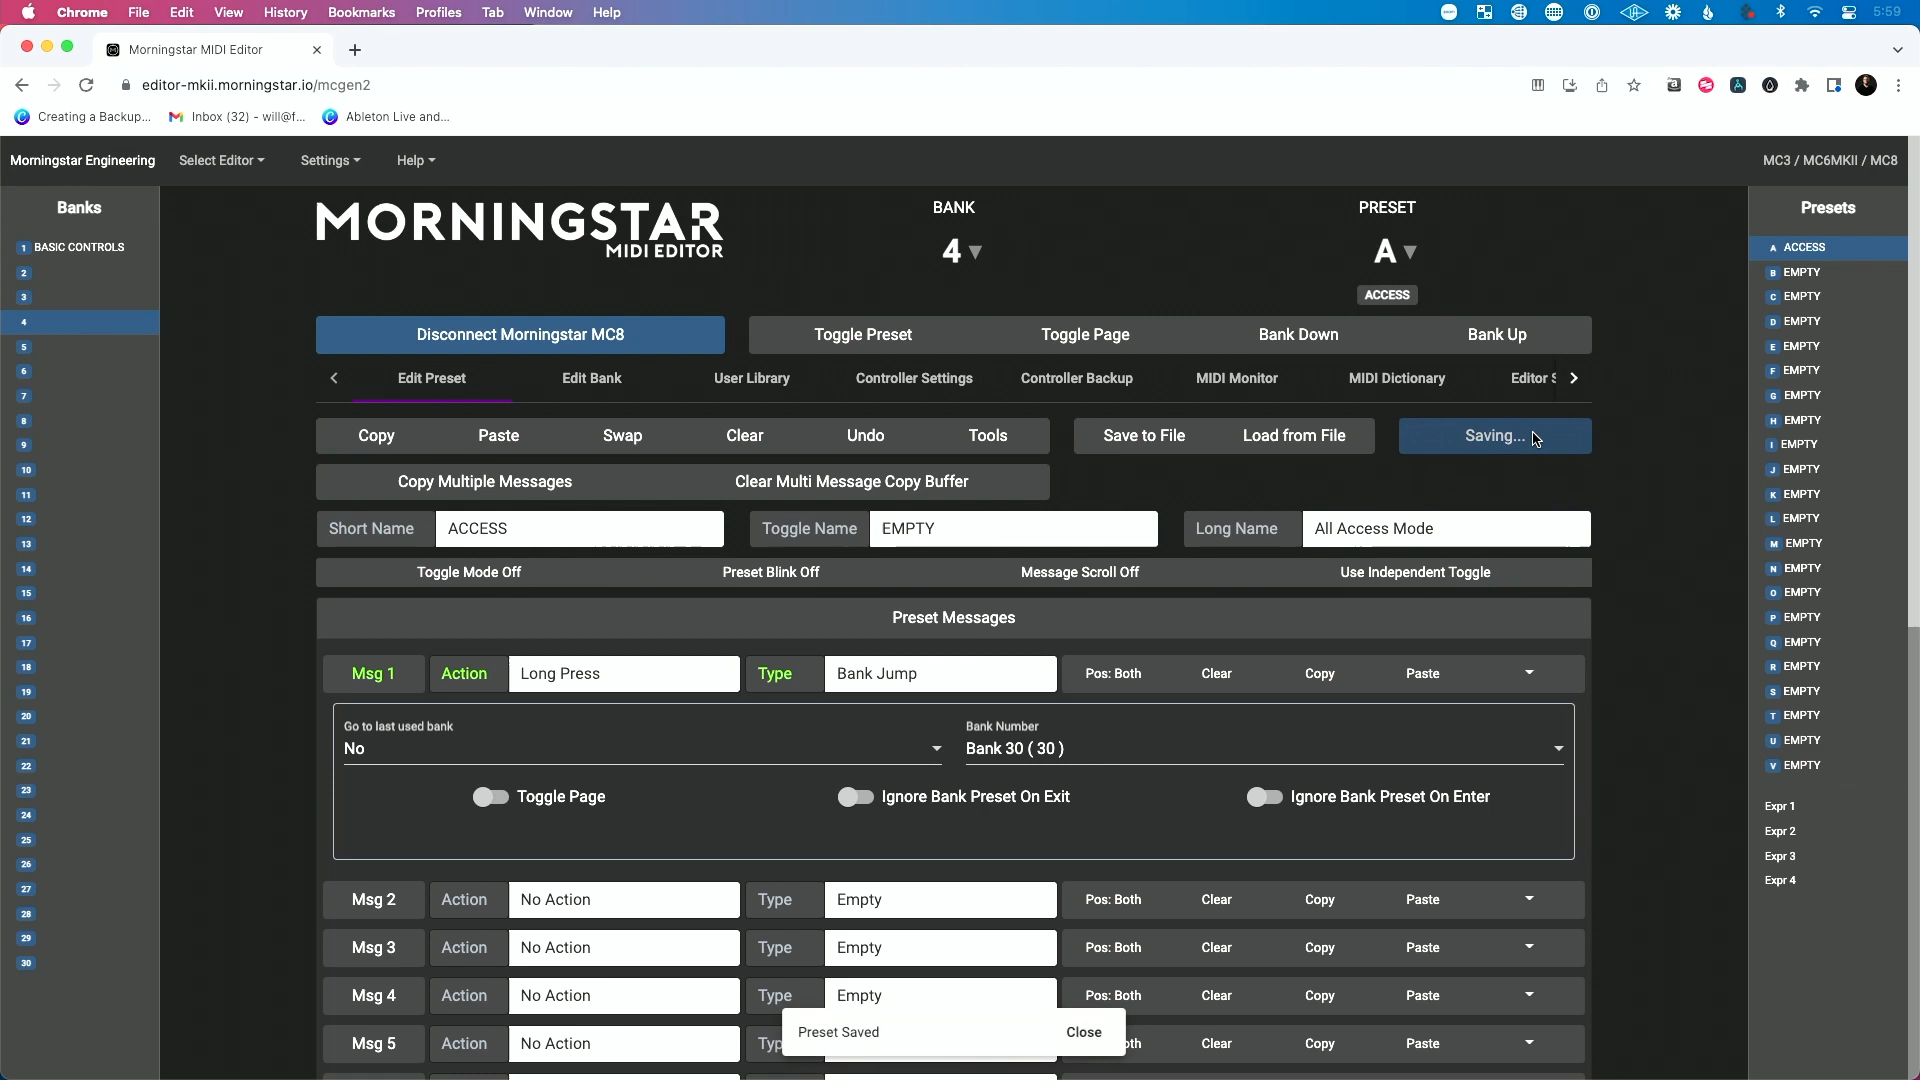 Chrome File Edit View History Bookmarks Profiles Tab Window Help 5:59
Morningstar MIDI Editor
editor-mkii.morningstar.io/mcgen2
Creating a Backup... Inbox (32) - will@f... Ableton Live and...
Morningstar Engineering Select Editor Settings Help MC3 / MC6MKII / MC8
Banks
1 BASIC CONTROLS
2
3
4
5
6
7
8
9
10
11
12
13
14
15
16
17
18
19
20
21
22
23
24
25
26
27
28
29
30
MORNINGSTAR
MIDI EDITOR
BANK
4
PRESET
A
ACCESS
Disconnect Morningstar MC8 Toggle Preset Toggle Page Bank Down Bank Up
Edit Preset Edit Bank User Library Controller Settings Controller Backup MIDI Monitor MIDI Dictionary Editor S
Copy Paste Swap Clear Undo Tools Save to File Load from File Saving...
Copy Multiple Messages Clear Multi Message Copy Buffer
Short Name ACCESS Toggle Name EMPTY Long Name All Access Mode
Toggle Mode Off Preset Blink Off Message Scroll Off Use Independent Toggle
Preset Messages
Msg 1 Action Long Press Type Bank Jump Pos: Both Clear Copy Paste
Go to last used bank Bank Number
No Bank 30 ( 30 )
Toggle Page Ignore Bank Preset On Exit Ignore Bank Preset On Enter
Msg 2 Action No Action Type Empty Pos: Both Clear Copy Paste
Msg 3 Action No Action Type Empty Pos: Both Clear Copy Paste
Msg 4 Action No Action Type Empty Pos: Both Clear Copy Paste
Msg 5 Action No Action Typ oth Clear Copy Paste
Preset Saved Close
Presets
A ACCESS
B EMPTY
C EMPTY
D EMPTY
E EMPTY
F EMPTY
G EMPTY
H EMPTY
I EMPTY
J EMPTY
K EMPTY
L EMPTY
M EMPTY
N EMPTY
O EMPTY
P EMPTY
Q EMPTY
R EMPTY
S EMPTY
T EMPTY
U EMPTY
V EMPTY
Expr 1
Expr 2
Expr 3
Expr 4